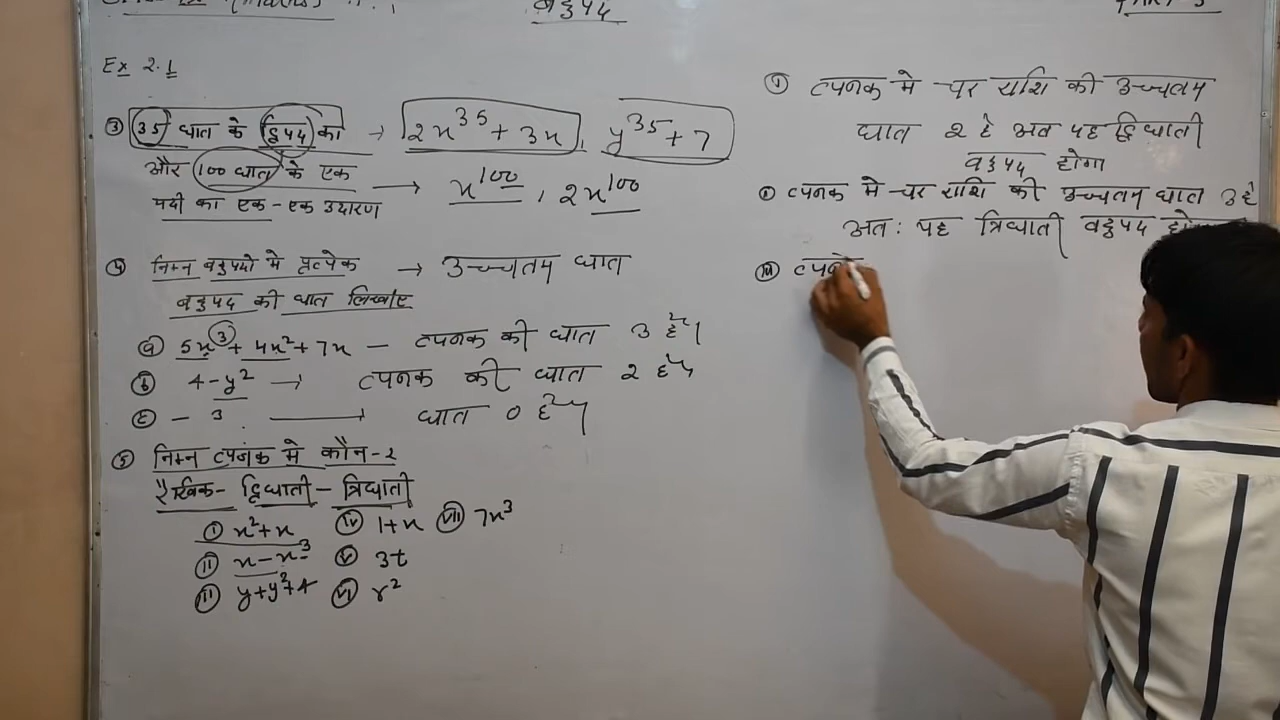 बहुपद
Ex 2.1
③ 35 घात के द्विपद का → 2x³⁵ + 3x, y³⁵ + 7
और 100 घात के एक
पदी का एक-एक उदारण → x¹⁰⁰, 2x¹⁰⁰
④ निम्न बहुपदो मे प्रत्येक → उच्चतम घात
बहुपद की घात लिखिए
ⓐ 5x³ + 4x² + 7x — व्यंजक की घात 3 है।
ⓑ 4-y² → व्यंजक की घात 2 है
ⓒ - 3 → घात 0 है
⑤ निम्न व्यंजक मे कौन-2
रैखिक- द्विघाती - त्रिघाती
ⓘ x²+x ⓘⓥ 1+x ⓥⓘⓘ 7x³
ⓘⓘ x-x³ ⓥ 3t
ⓘⓘⓘ y+y²+4 ⓥⓘ r²
ⓘ व्यंजक मे चर राशि की उच्चतम
घात 2 है अत यह द्विघाती
बहुपद होगा
व्यंजक मे चर राशि की उच्चतम घात 3 है
अतः यह त्रिघाती बहुपद
ⓘⓘⓘ